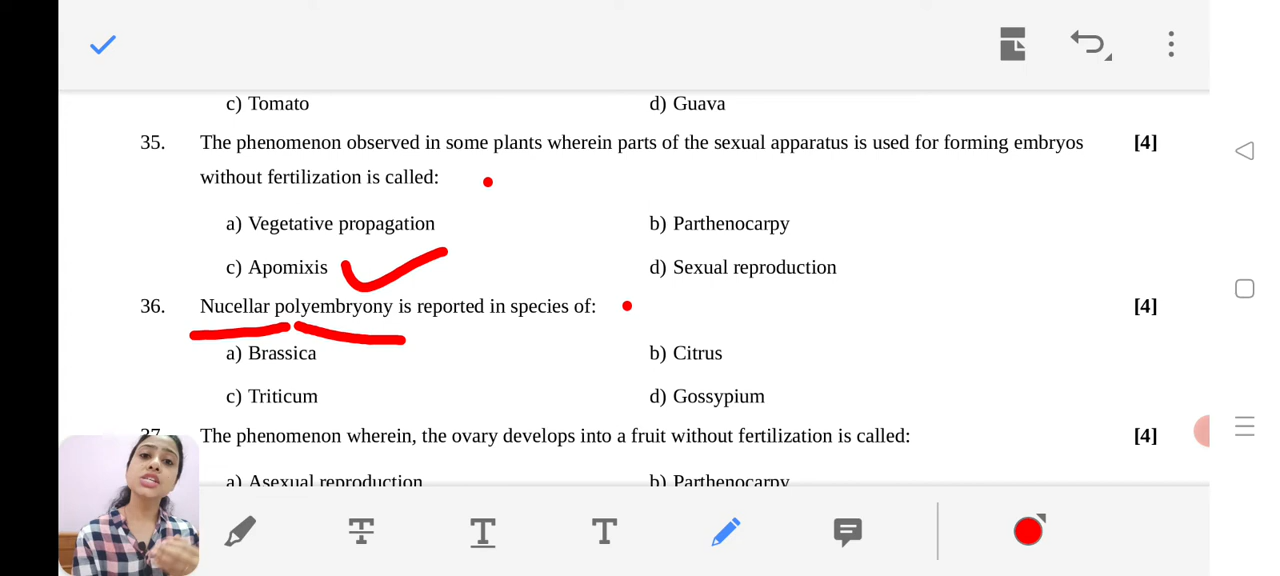 c) Tomato d) Guava
35. The phenomenon observed in some plants wherein parts of the sexual apparatus is used for forming embryos [4]
without fertilization is called:
a) Vegetative propagation b) Parthenocarpy
c) Apomixis d) Sexual reproduction
36. Nucellar polyembryony is reported in species of: [4]
a) Brassica b) Citrus
c) Triticum d) Gossypium
37. The phenomenon wherein, the ovary develops into a fruit without fertilization is called: [4]
a) Asexual reproduction b) Parthenocarpy
T T T